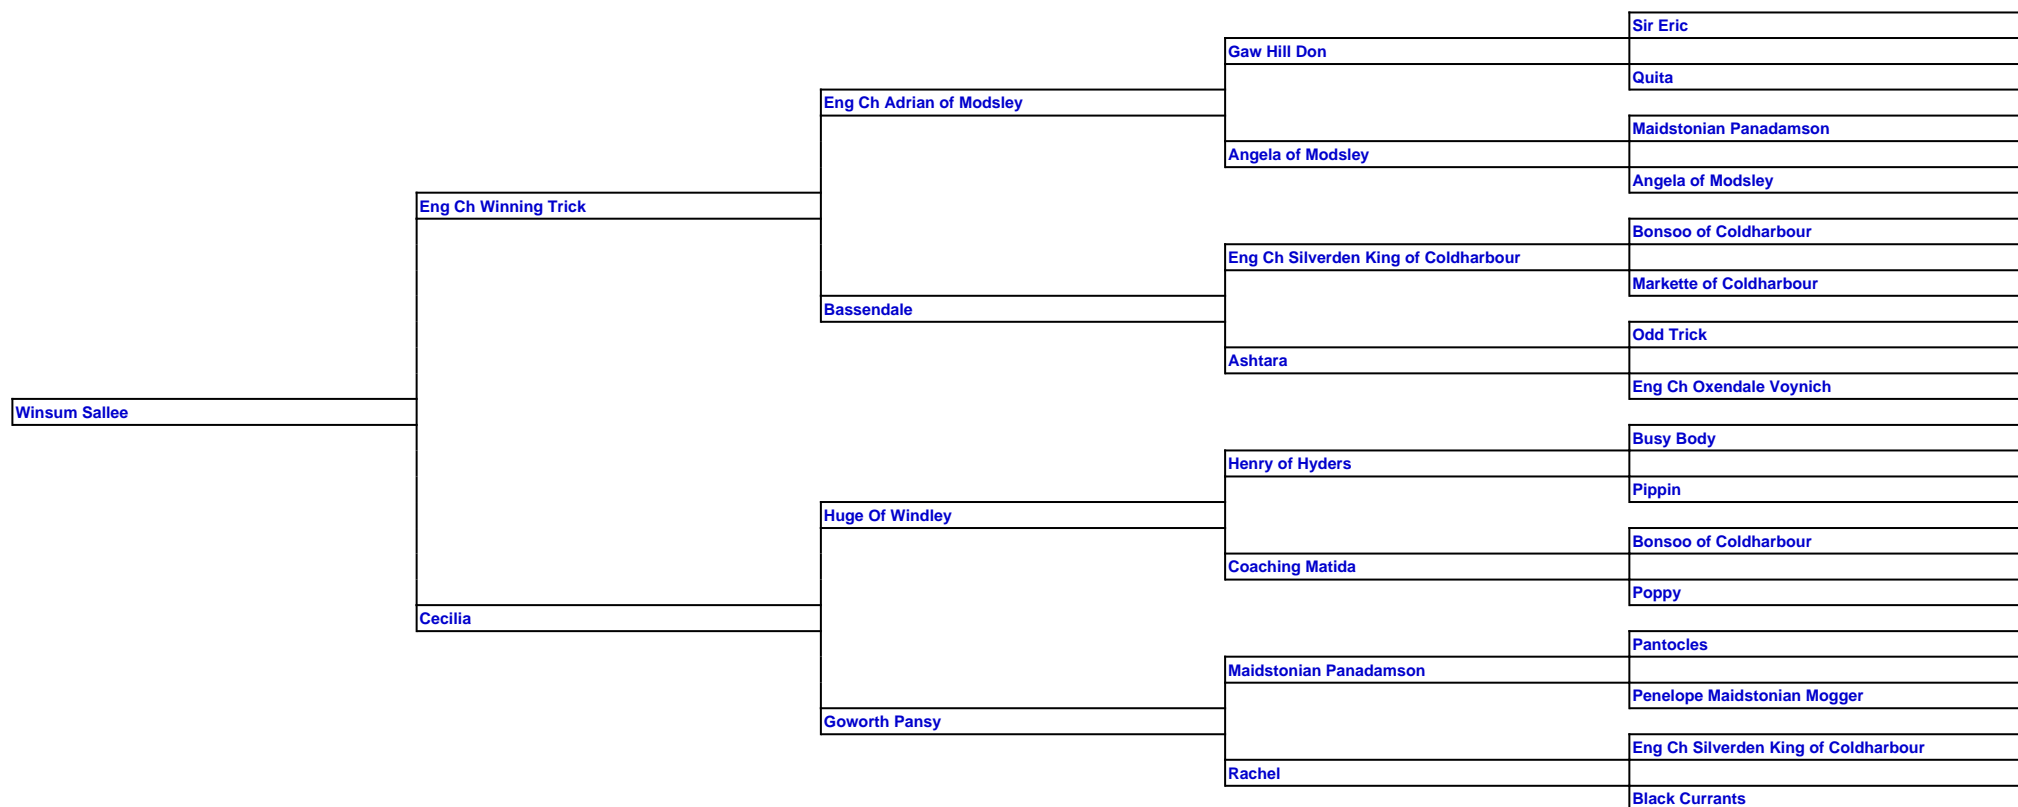 Sir Eric
Gaw Hill Don
Quita
Eng Ch Adrian of Modsley
Maidstonian Panadamson
Angela of Modsley
Angela of Modsley
Eng Ch Winning Trick
Bonsoo of Coldharbour
Eng Ch Silverden King of Coldharbour
Markette of Coldharbour
Bassendale
Odd Trick
Ashtara
Eng Ch Oxendale Voynich
Winsum Sallee
Busy Body
Henry of Hyders
Pippin
Huge Of Windley
Bonsoo of Coldharbour
Coaching Matida
Poppy
Cecilia
Pantocles
Maidstonian Panadamson
Penelope Maidstonian Mogger
Goworth Pansy
Eng Ch Silverden King of Coldharbour
Rachel
Black Currants